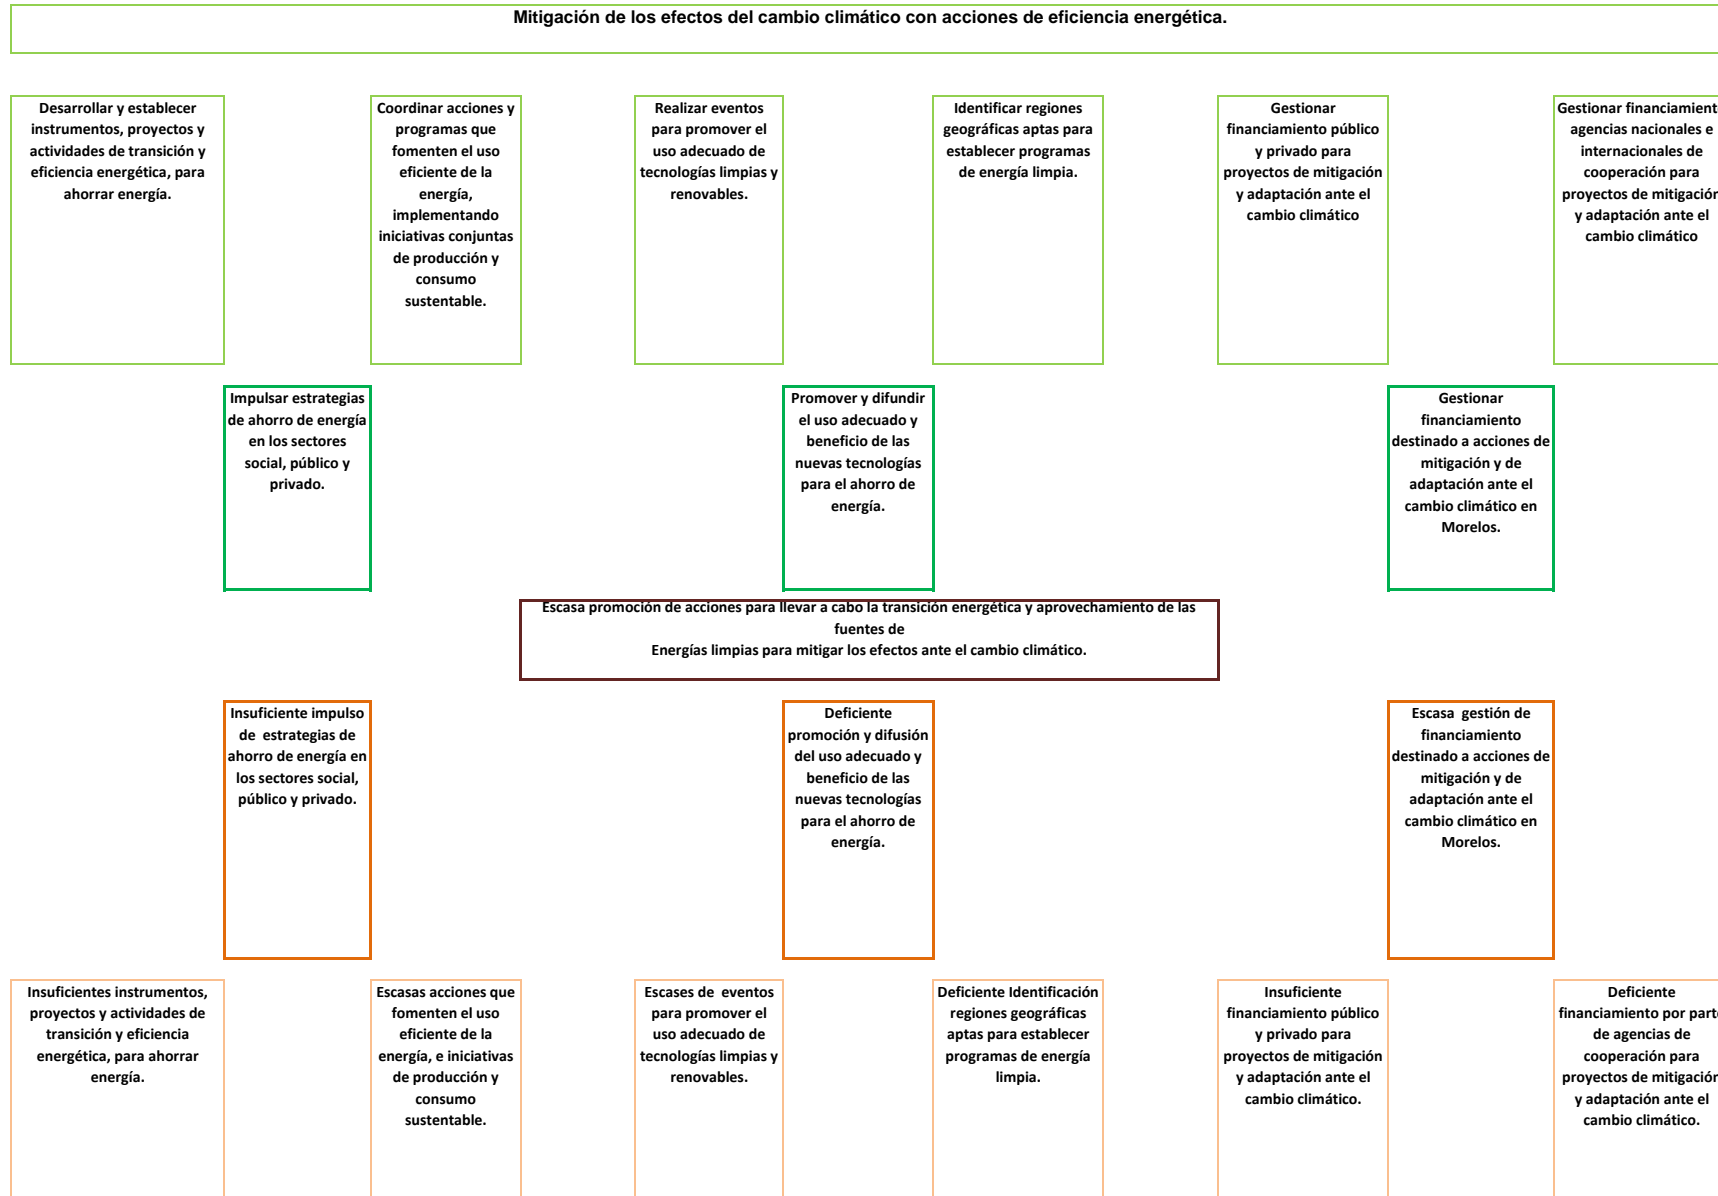 Mitigación de los efectos del cambio climático con acciones de eficiencia energética.
Desarrollar y establecer
instrumentos, proyectos y
actividades de transición y
eficiencia energética, para
ahorrar energía.
Coordinar acciones y
programas que
fomenten el uso
eficiente de la
energía,
implementando
iniciativas conjuntas
de producción y
consumo
sustentable.
Realizar eventos
para promover el
uso adecuado de
tecnologías limpias y
renovables.
Identificar regiones
geográficas aptas para
establecer programas
de energía limpia.
Gestionar
financiamiento público
y privado para
proyectos de mitigación
y adaptación ante el
cambio climático
Gestionar financiamient
agencias nacionales e
internacionales de
cooperación para
proyectos de mitigación
y adaptación ante el
cambio climático
Impulsar estrategias
de ahorro de energía
en los sectores
social, público y
privado.
Promover y difundir
el uso adecuado y
beneficio de las
nuevas tecnologías
para el ahorro de
energía.
Gestionar
financiamiento
destinado a acciones de
mitigación y de
adaptación ante el
cambio climático en
Morelos.
Escasa promoción de acciones para llevar a cabo la transición energética y aprovechamiento de las
fuentes de
Energías limpias para mitigar los efectos ante el cambio climático.
Insuficiente impulso
de estrategias de
ahorro de energía en
los sectores social,
público y privado.
Deficiente
promoción y difusión
del uso adecuado y
beneficio de las
nuevas tecnologías
para el ahorro de
energía.
Escasa gestión de
financiamiento
destinado a acciones de
mitigación y de
adaptación ante el
cambio climático en
Morelos.
Insuficientes instrumentos,
proyectos y actividades de
transición y eficiencia
energética, para ahorrar
energía.
Escasas acciones que
fomenten el uso
eficiente de la
energía, e iniciativas
de producción y
consumo
sustentable.
Escases de eventos
para promover el
uso adecuado de
tecnologías limpias y
renovables.
Deficiente Identificación
regiones geográficas
aptas para establecer
programas de energía
limpia.
Insuficiente
financiamiento público
y privado para
proyectos de mitigación
y adaptación ante el
cambio climático.
Deficiente
financiamiento por parte
de agencias de
cooperación para
proyectos de mitigación
y adaptación ante el
cambio climático.